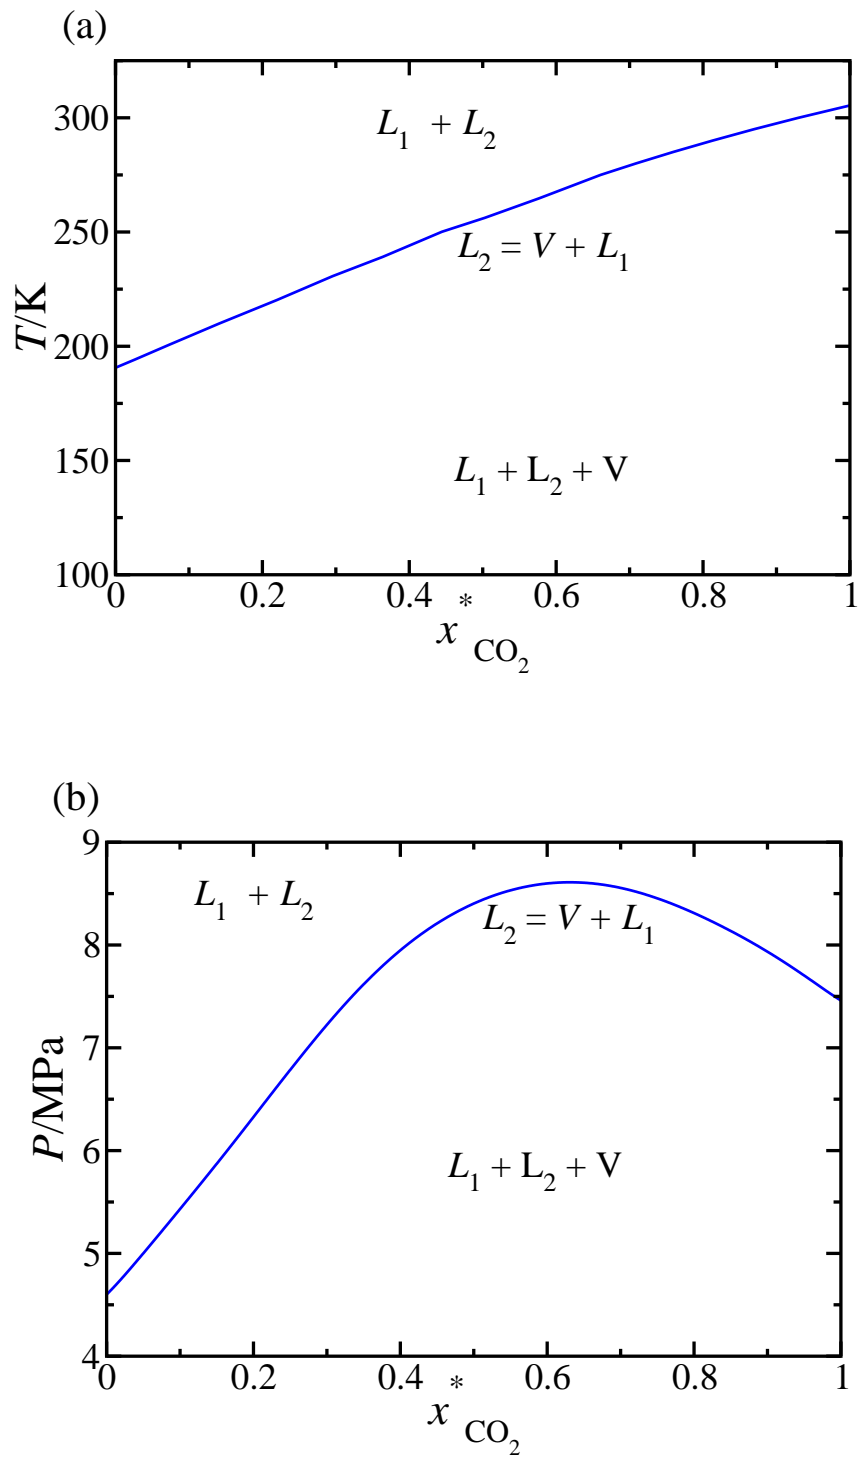 (a)
300
250
200
150
100
T/K
L₁ + L₂
L₂ = V + L₁
L₁ + L₂ + V
0 0.2 0.4 0.6 0.8 1
x*CO₂
(b)
9
8
7
6
5
4
P/MPa
L₁ + L₂
L₂ = V + L₁
L₁ + L₂ + V
0 0.2 0.4 0.6 0.8 1
x*CO₂